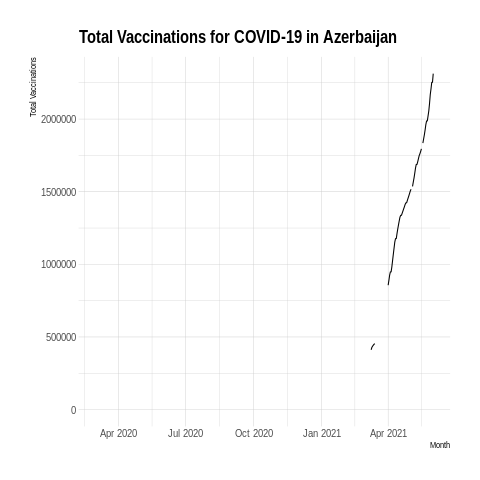 Total Vaccinations for COVID-19 in Azerbaijan
Total Vaccinations
2000000
1500000
1000000
500000
0
Apr 2020 Jul 2020 Oct 2020 Jan 2021 Apr 2021
Month